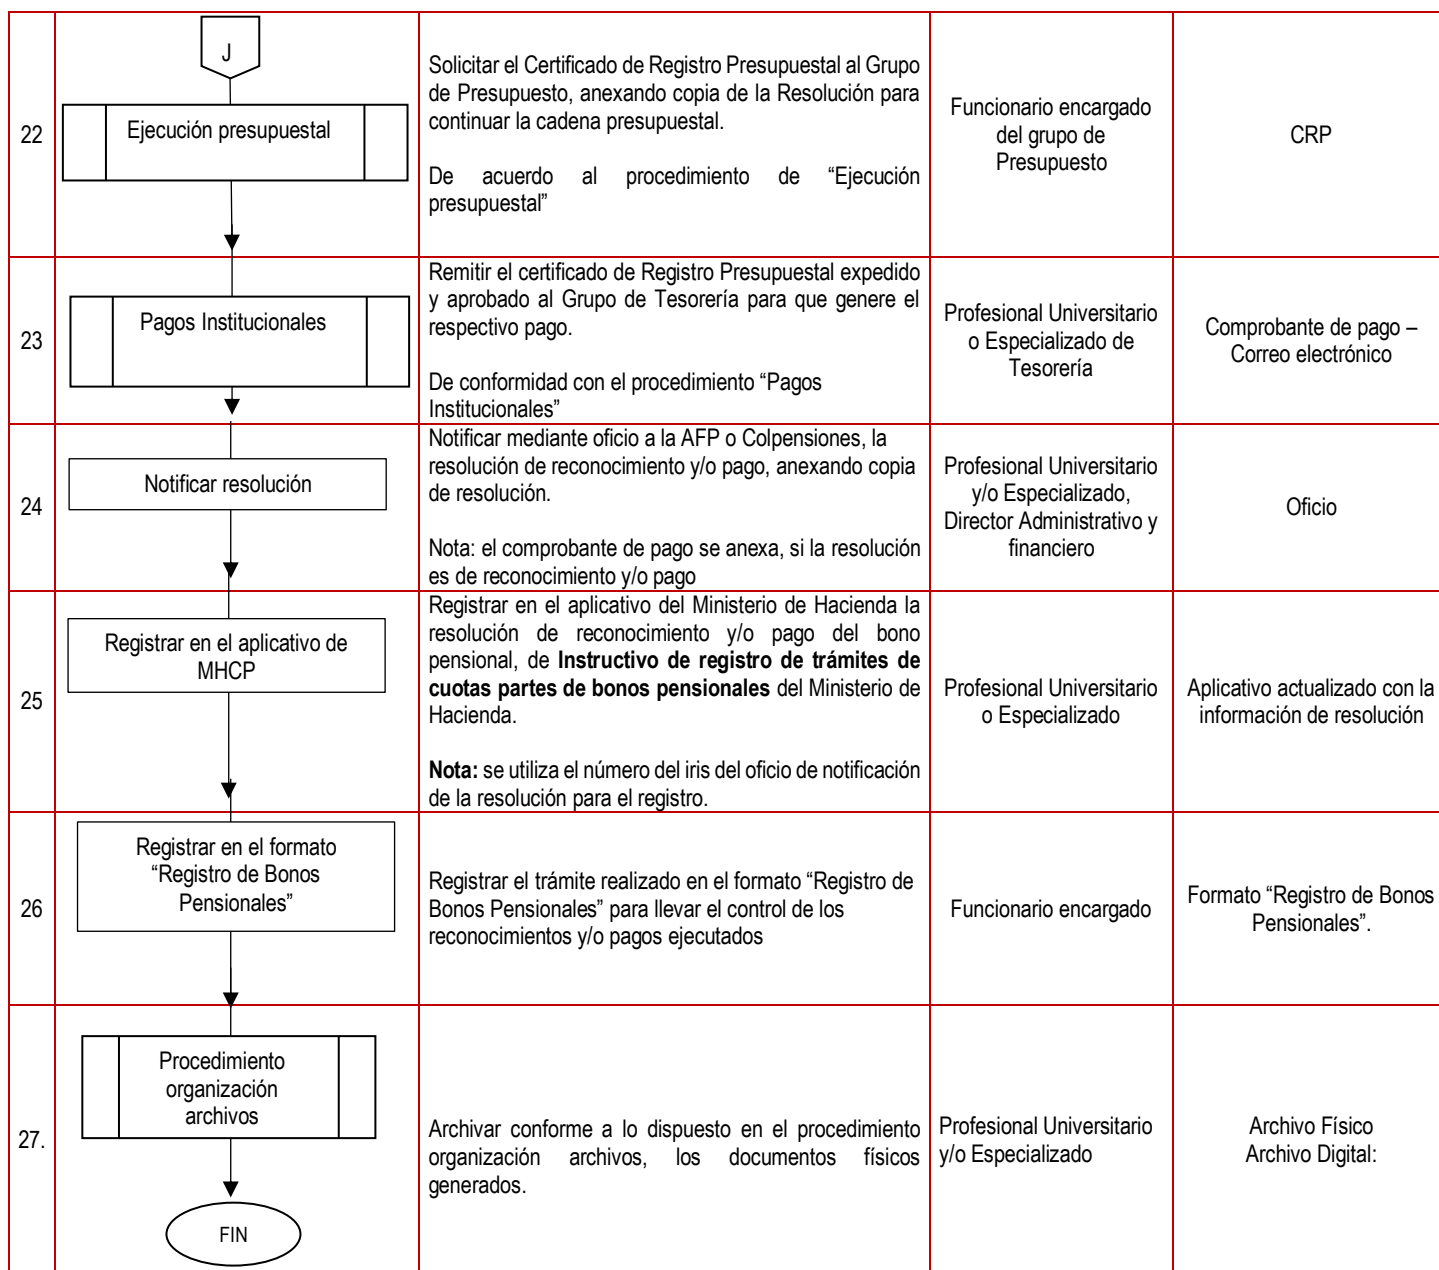 22
J
Ejecución presupuestal
Solicitar el Certificado de Registro Presupuestal al Grupo
de Presupuesto, anexando copia de la Resolución para
continuar la cadena presupuestal.
De acuerdo al procedimiento de “Ejecución
presupuestal”
Funcionario encargado
del grupo de
Presupuesto
CRP
23
Pagos Institucionales
Remitir el certificado de Registro Presupuestal expedido
y aprobado al Grupo de Tesorería para que genere el
respectivo pago.
De conformidad con el procedimiento “Pagos
Institucionales”
Profesional Universitario
o Especializado de
Tesorería
Comprobante de pago –
Correo electrónico
24
Notificar resolución
Notificar mediante oficio a la AFP o Colpensiones, la
resolución de reconocimiento y/o pago, anexando copia
de resolución.
Nota: el comprobante de pago se anexa, si la resolución
es de reconocimiento y/o pago
Profesional Universitario
y/o Especializado,
Director Administrativo y
financiero
Oficio
25
Registrar en el aplicativo de
MHCP
Registrar en el aplicativo del Ministerio de Hacienda la
resolución de reconocimiento y/o pago del bono
pensional, de Instructivo de registro de trámites de
cuotas partes de bonos pensionales del Ministerio de
Hacienda.
Nota: se utiliza el número del iris del oficio de notificación
de la resolución para el registro.
Profesional Universitario
o Especializado
Aplicativo actualizado con la
información de resolución
26
Registrar en el formato
“Registro de Bonos
Pensionales”
Registrar el trámite realizado en el formato “Registro de
Bonos Pensionales” para llevar el control de los
reconocimientos y/o pagos ejecutados
Funcionario encargado
Formato “Registro de Bonos
Pensionales”.
27.
Procedimiento
organización
archivos
FIN
Archivar conforme a lo dispuesto en el procedimiento
organización archivos, los documentos físicos
generados.
Profesional Universitario
y/o Especializado
Archivo Físico
Archivo Digital: